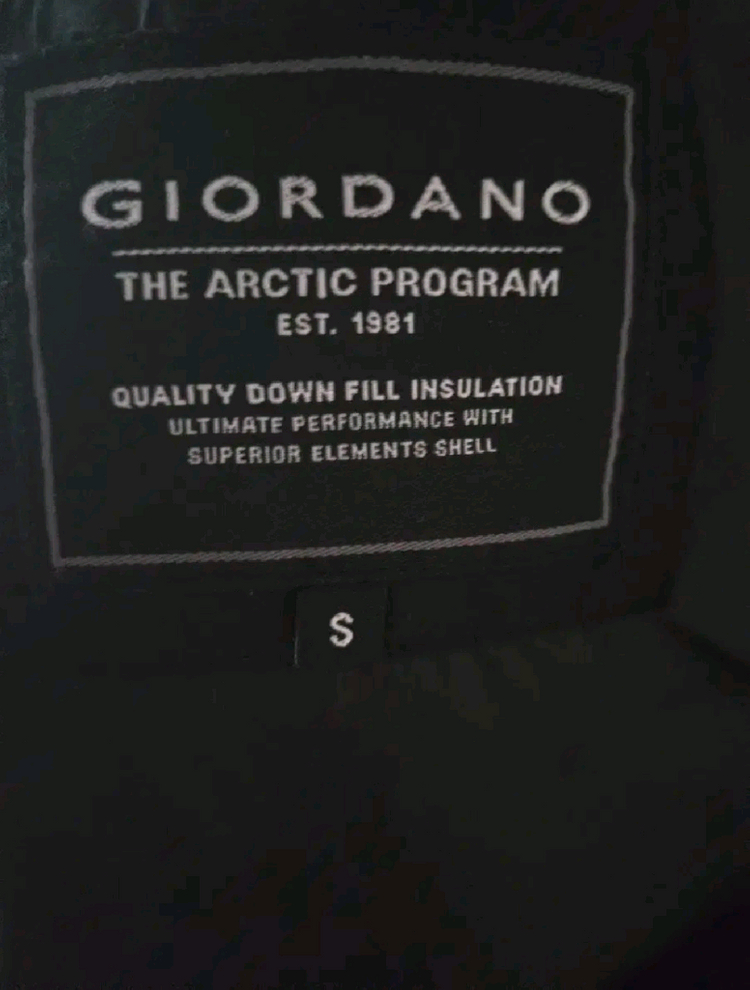 GIORDANO
THE ARCTIC PROGRAM
EST. 1981
QUALITY DOWN FILL INSULATION
ULTIMATE PERFORMANCE WITH
SUPERIOR ELEMENTS SHELL
S